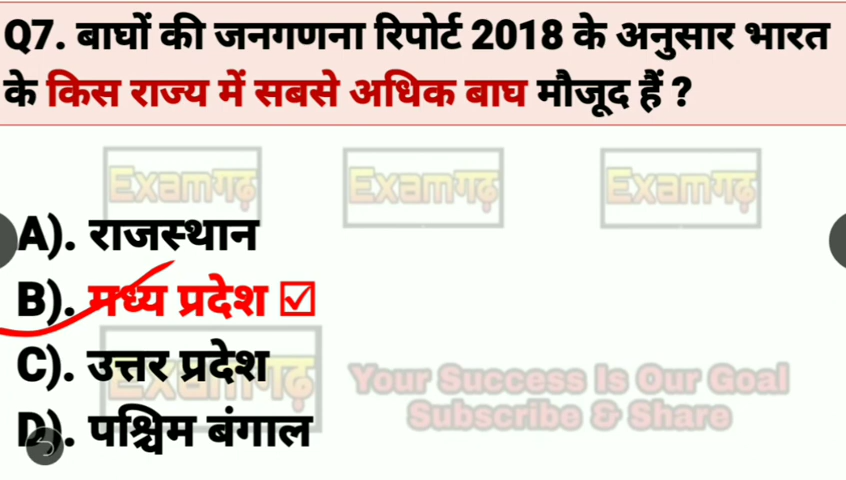 Q7. बाघों की जनगणना रिपोर्ट 2018 के अनुसार भारत
के किस राज्य में सबसे अधिक बाघ मौजूद हैं ?
Examगढ़ Examगढ़ Examगढ़
A). राजस्थान
B). मध्य प्रदेश ☑
C). उत्तर प्रदेश
Examगढ़
Your Success Is Our Goal
Subscribe & Share
D). पश्चिम बंगाल